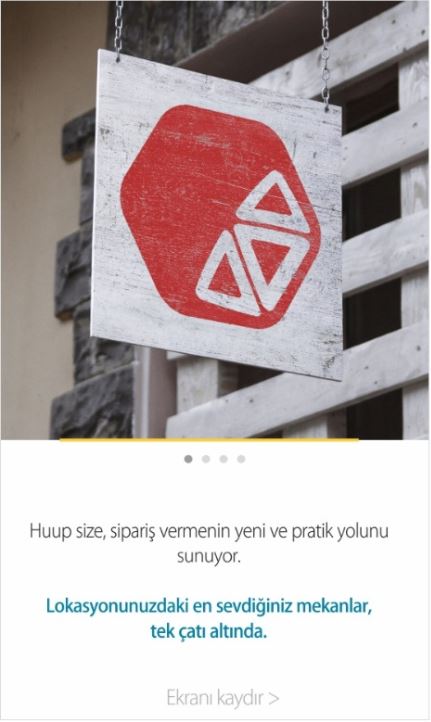 Huup size, sipariş vermenin yeni ve pratik yolunu
sunuyor.
Lokasyonunuzdaki en sevdiğiniz mekanlar,
tek çatı altında.
Ekranı kaydır >